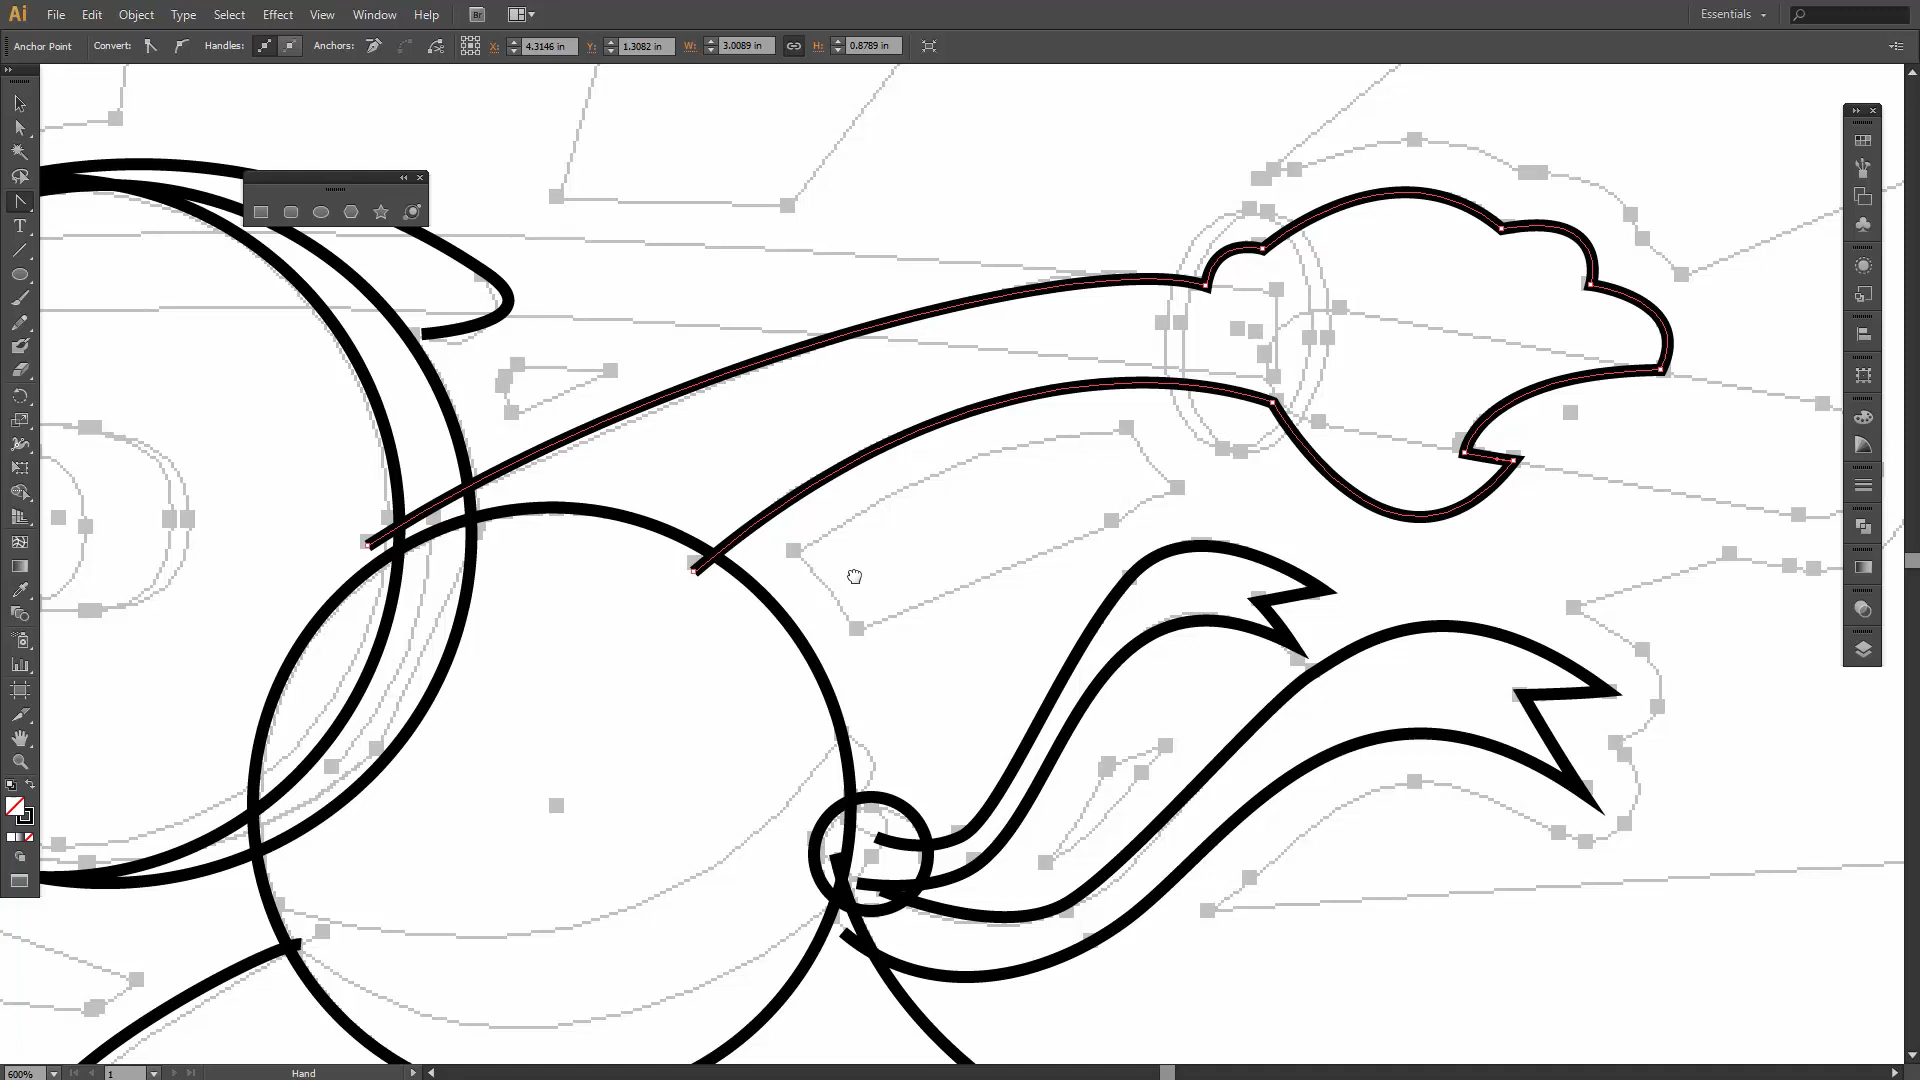 Ai File Edit Object Type Select Effect View Window Help Br Essentials
Anchor Point Convert: Handles: Anchors: X: 4.3146 in Y: 1.3082 in W: 3.0089 in H: 0.8789 in
T
600% 1 Hand